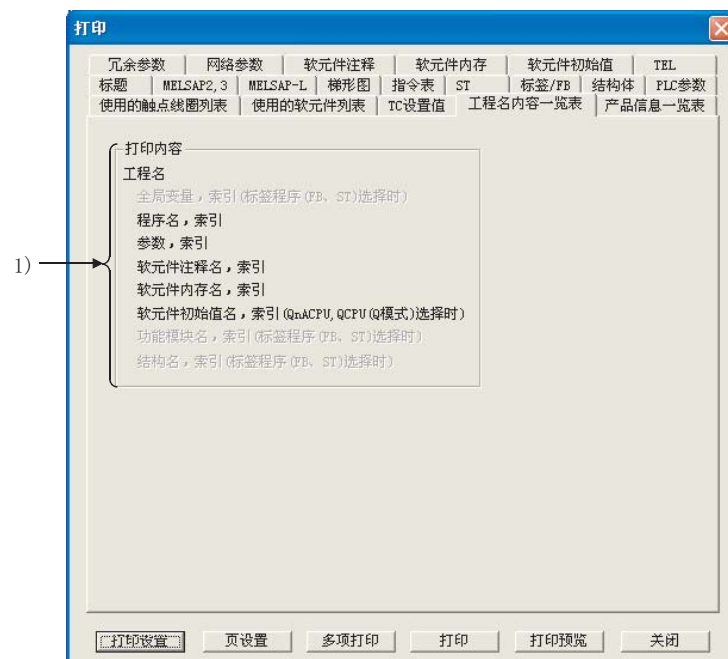 打印
冗余参数 网络参数 软元件注释 软元件内存 软元件初始值 TEL
标题 MELSAP2,3 MELSAP-L 梯形图 指令表 ST 标签/FB 结构体 PLC参数
使用的触点线圈列表 使用的软元件列表 TC设置值 工程名内容一览表 产品信息一览表
打印内容
工程名
全局变量，索引(标签程序(FB、ST)选择时)
程序名，索引
参数，索引
1)
软元件注释名，索引
软元件内存名，索引
软元件初始值名，索引(QnACPU,QCPU(Q模式)选择时)
功能模块名，索引(标签程序(FB、ST)选择时)
结构名，索引(标签程序(FB、ST)选择时)
打印设置 页设置 多项打印 打印 打印预览 关闭